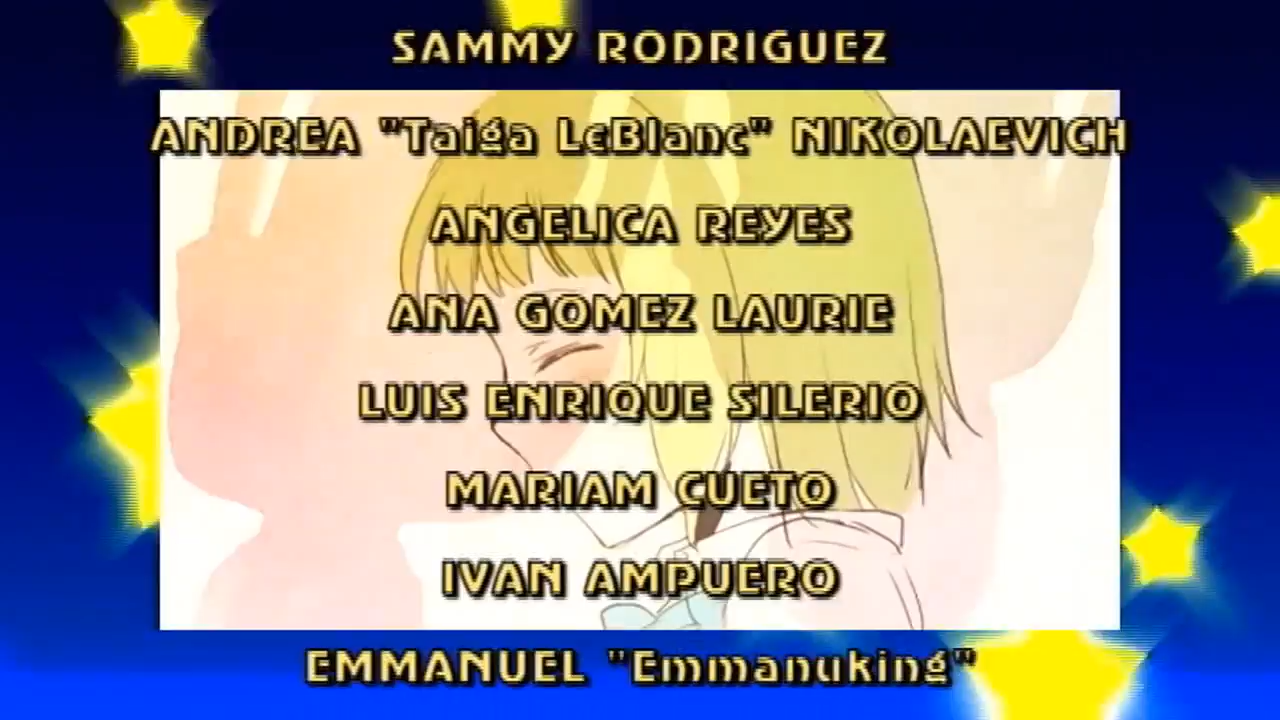 SAMMY RODRIGUEZ
ANDREA "Taiga LeBlanc" NIKOLAEVICH
ANGELICA REYES
ANA GOMEZ LAURIE
LUIS ENRIQUE SILERIO
MARIAM CUETO
IVAN AMPUERO
EMMANUEL "Emmanuking"